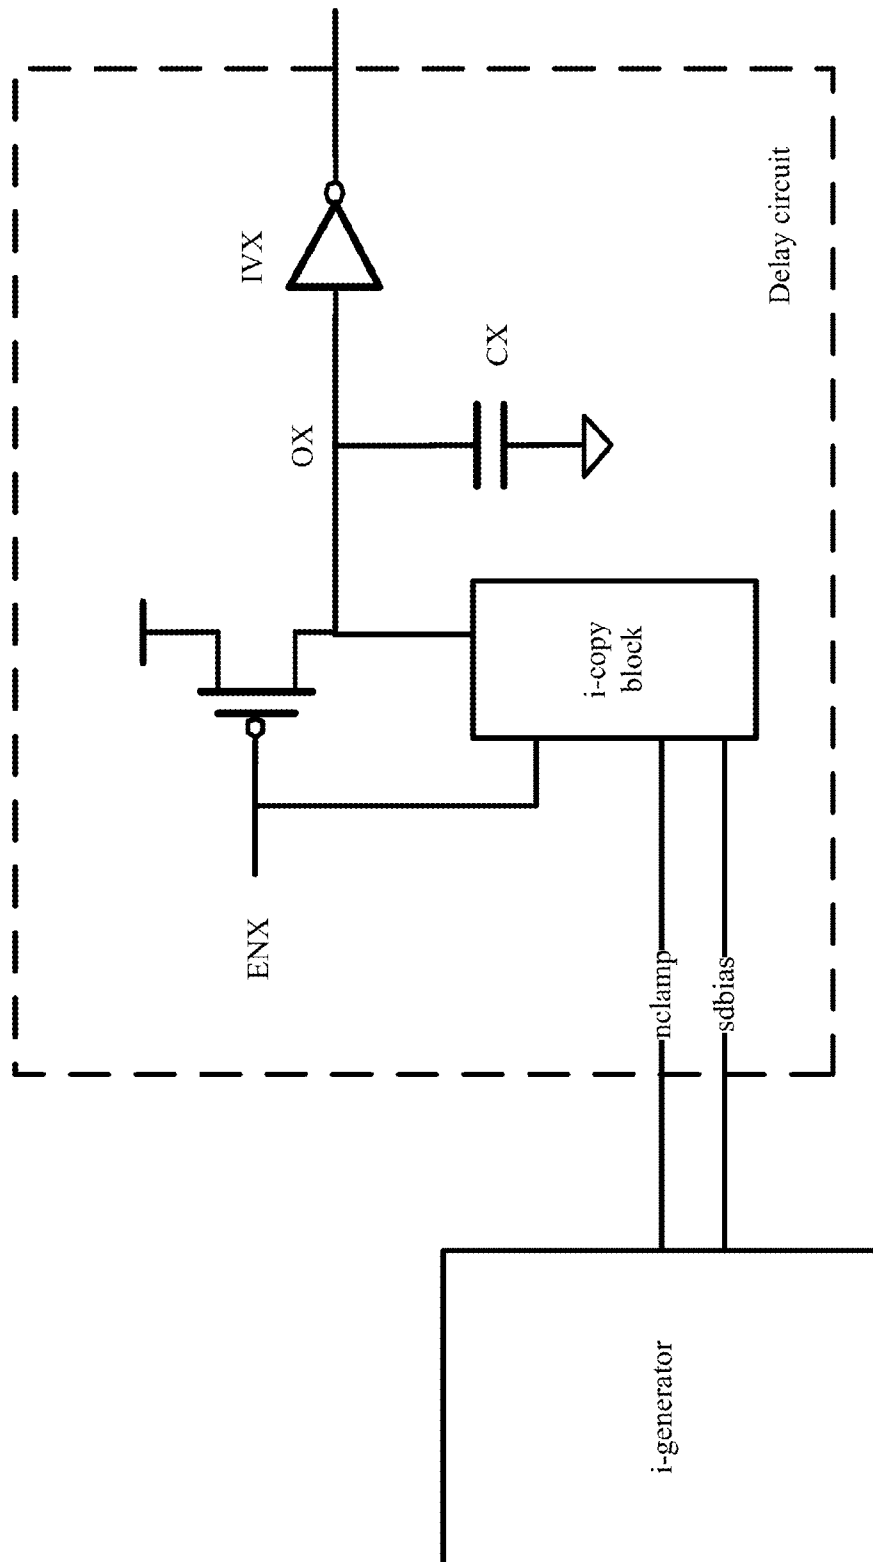 IVX
OX
CX
ENX
i-copy
block
nclamp
sdbias
Delay circuit
i-generator